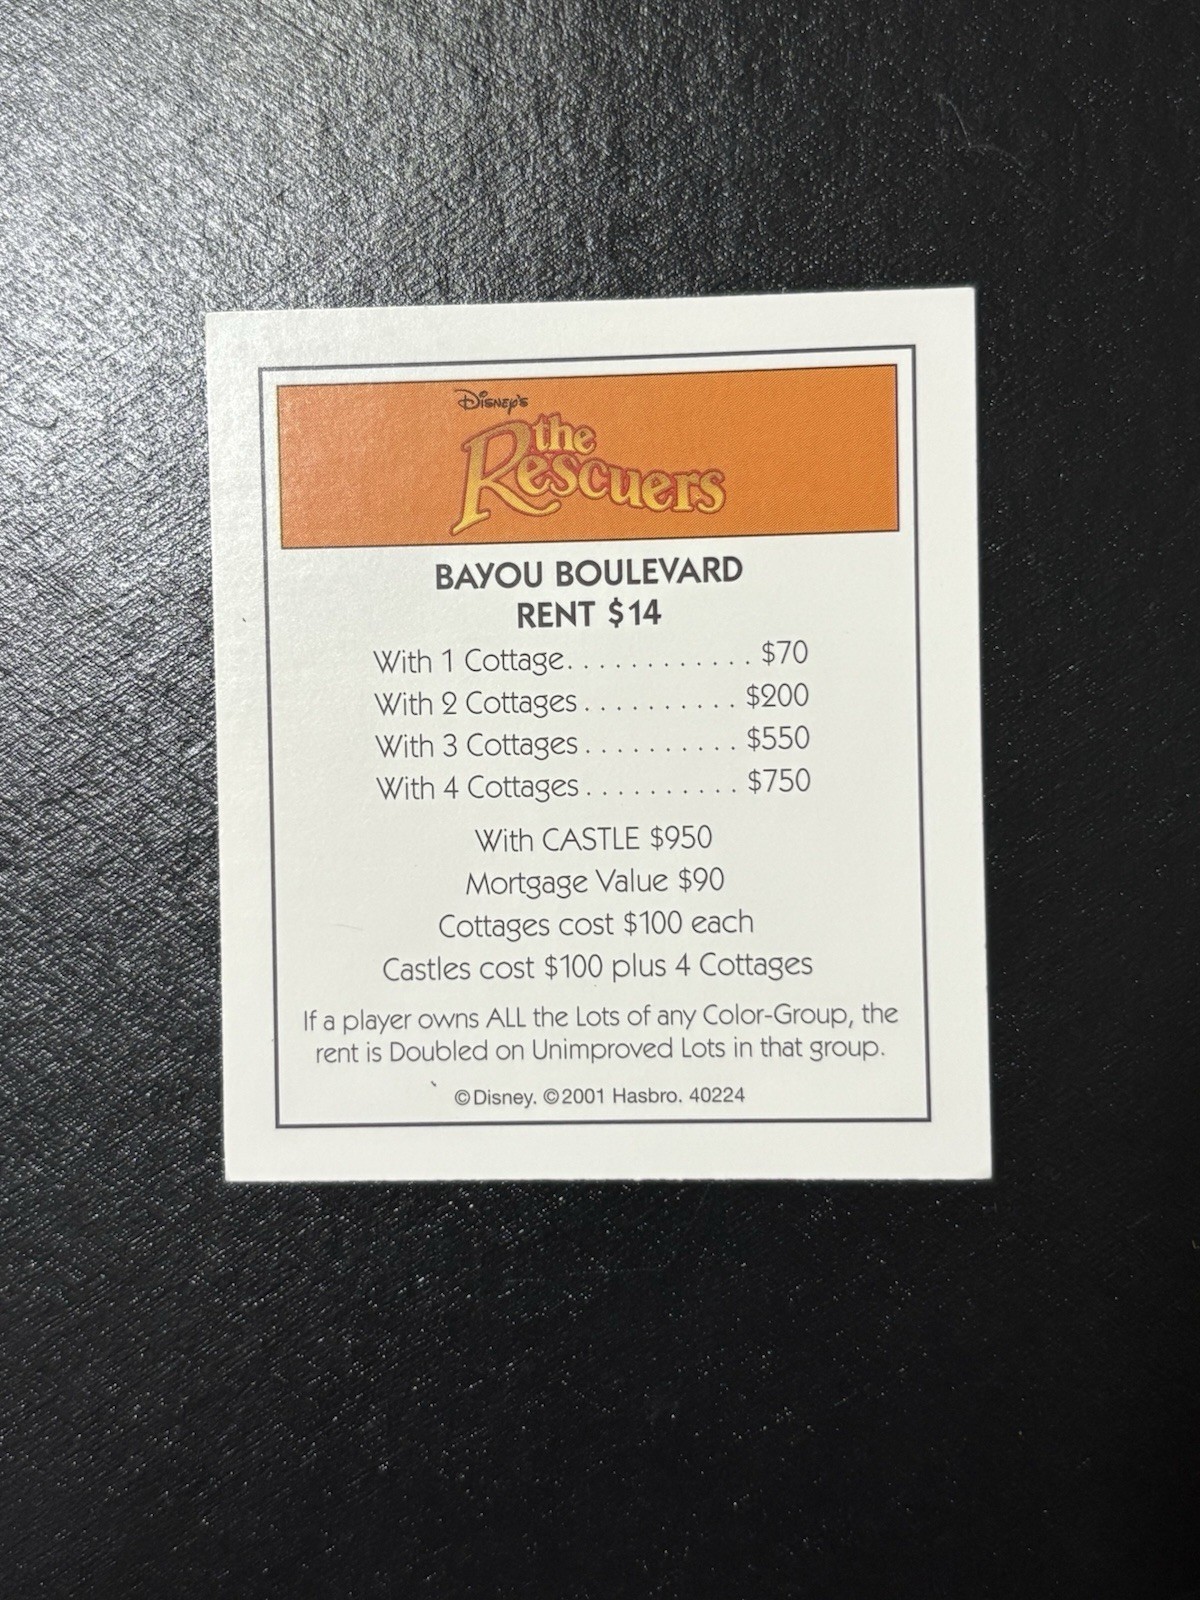 Disney's
the
Rescuers
BAYOU BOULEVARD
RENT $14
With 1 Cottage. . . . . . . . . . . . . $70
With 2 Cottages . . . . . . . . . . $200
With 3 Cottages . . . . . . . . . . $550
With 4 Cottages . . . . . . . . . . $750
With CASTLE $950
Mortgage Value $90
Cottages cost $100 each
Castles cost $100 plus 4 Cottages
If a player owns ALL the Lots of any Color-Group, the
rent is Doubled on Unimproved Lots in that group.
©Disney. ©2001 Hasbro. 40224